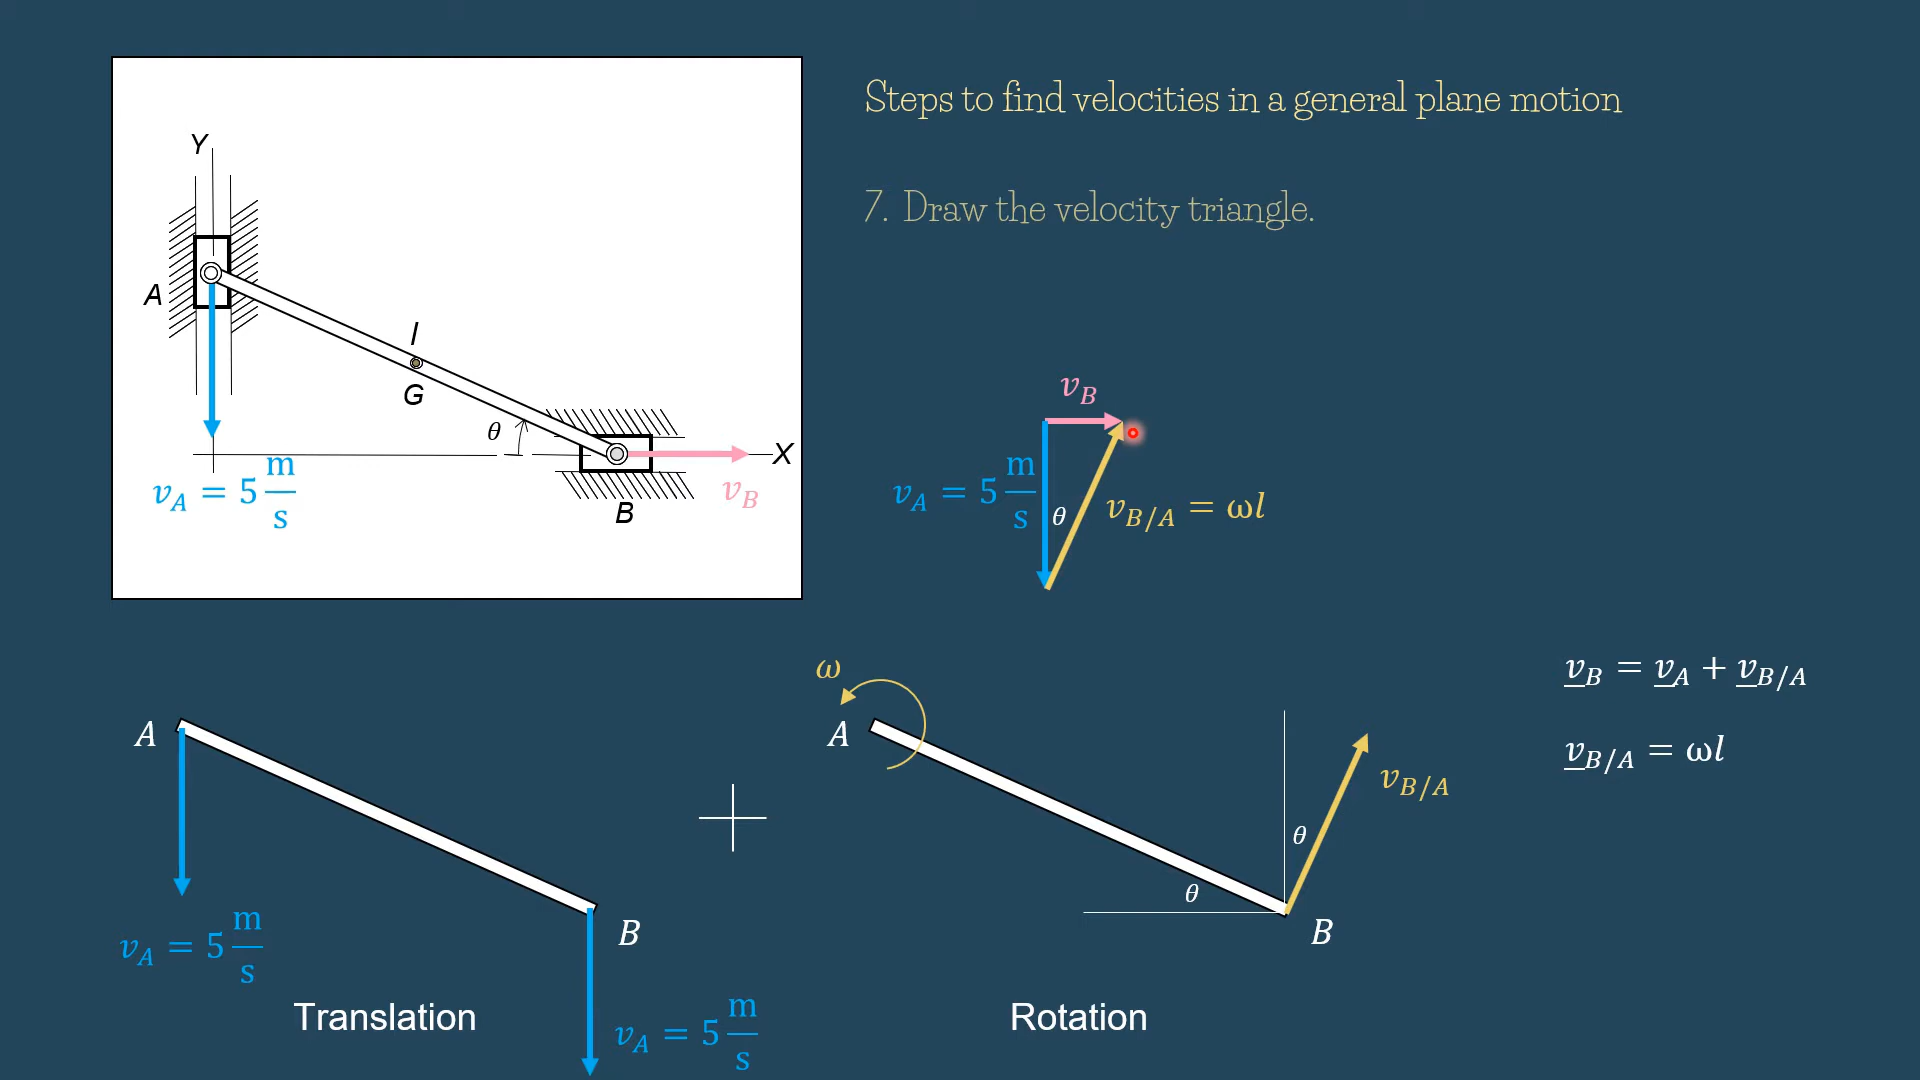 Steps to find velocities in a general plane motion
7. Draw the velocity triangle.
Y
A
I
G
θ
X
B
v_A = 5 m/s
v_B
v_B
v_A = 5 m/s
θ
v_B/A = ωl
v_B = v_A + v_B/A
v_B/A = ωl
A
B
v_A = 5 m/s
v_A = 5 m/s
Translation
ω
A
θ
θ
v_B/A
B
Rotation